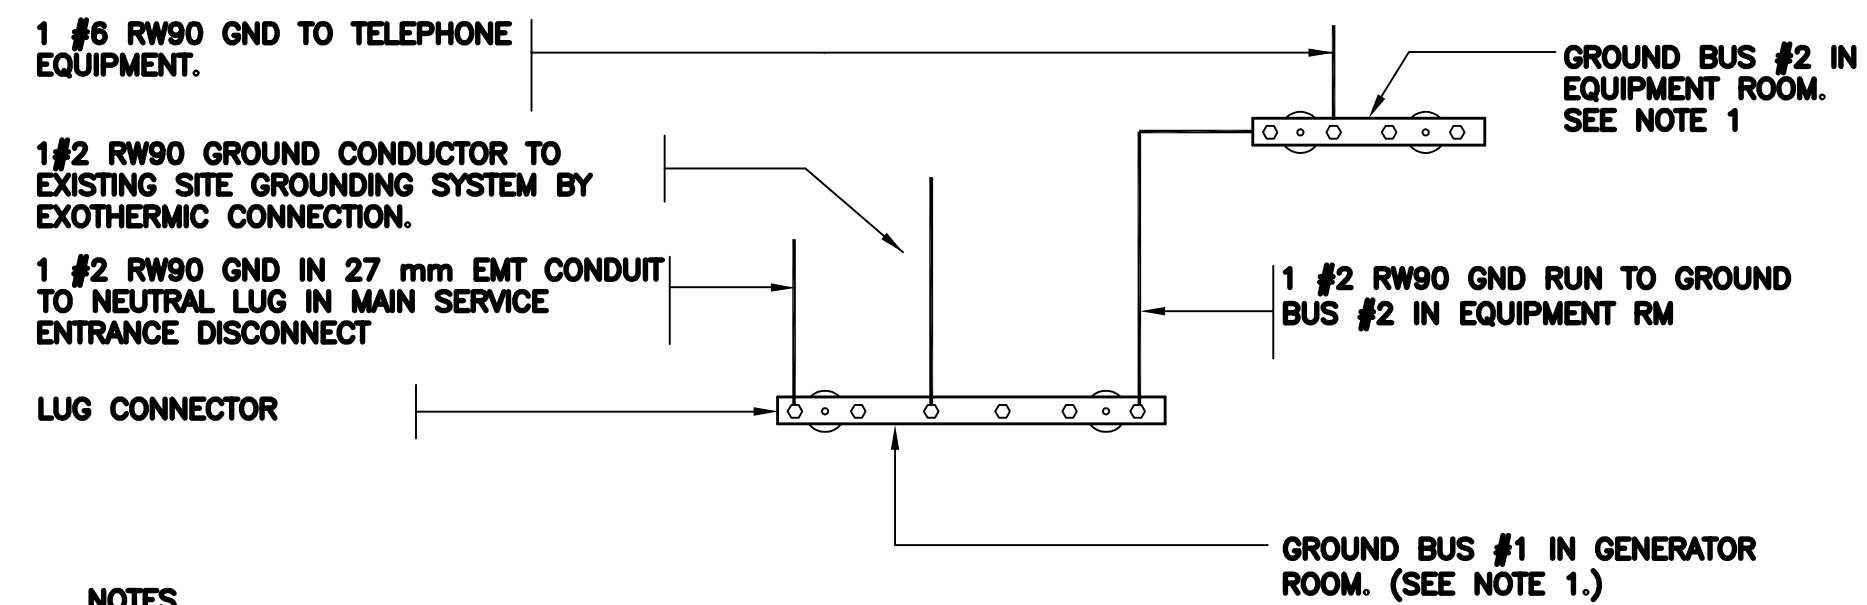 1 #6 RW90 GND TO TELEPHONE
EQUIPMENT.
GROUND BUS #2 IN
EQUIPMENT ROOM.
SEE NOTE 1
1#2 RW90 GROUND CONDUCTOR TO
EXISTING SITE GROUNDING SYSTEM BY
EXOTHERMIC CONNECTION.
1 #2 RW90 GND IN 27 mm EMT CONDUIT
TO NEUTRAL LUG IN MAIN SERVICE
ENTRANCE DISCONNECT
1 #2 RW90 GND RUN TO GROUND
BUS #2 IN EQUIPMENT RM
LUG CONNECTOR
GROUND BUS #1 IN GENERATOR
ROOM. (SEE NOTE 1.)
NOTES